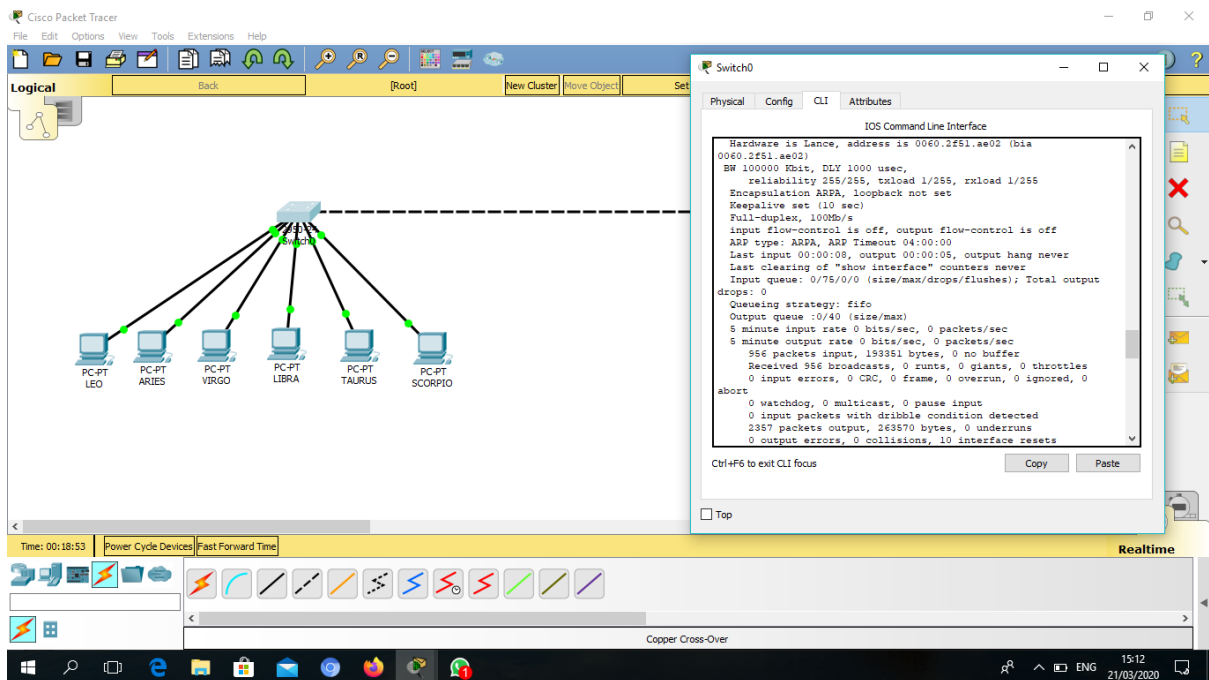 Cisco Packet Tracer
File Edit Options View Tools Extensions Help
Logical
Back
[Root]
New Cluster
Move Object
Set
2950-24
Switch0
PC-PT
LEO
PC-PT
ARIES
PC-PT
VIRGO
PC-PT
LIBRA
PC-PT
TAURUS
PC-PT
SCORPIO
Switch0
Physical Config CLI Attributes
IOS Command Line Interface
Hardware is Lance, address is 0060.2f51.ae02 (bia
0060.2f51.ae02)
BW 100000 Kbit, DLY 1000 usec,
reliability 255/255, txload 1/255, rxload 1/255
Encapsulation ARPA, loopback not set
Keepalive set (10 sec)
Full-duplex, 100Mb/s
input flow-control is off, output flow-control is off
ARP type: ARPA, ARP Timeout 04:00:00
Last input 00:00:08, output 00:00:05, output hang never
Last clearing of "show interface" counters never
Input queue: 0/75/0/0 (size/max/drops/flushes); Total output
drops: 0
Queueing strategy: fifo
Output queue :0/40 (size/max)
5 minute input rate 0 bits/sec, 0 packets/sec
5 minute output rate 0 bits/sec, 0 packets/sec
956 packets input, 193351 bytes, 0 no buffer
Received 956 broadcasts, 0 runts, 0 giants, 0 throttles
0 input errors, 0 CRC, 0 frame, 0 overrun, 0 ignored, 0
abort
0 watchdog, 0 multicast, 0 pause input
0 input packets with dribble condition detected
2357 packets output, 263570 bytes, 0 underruns
0 output errors, 0 collisions, 10 interface resets
Ctrl+F6 to exit CLI focus
Copy
Paste
Top
Time: 00:18:53
Power Cycle Devices
Fast Forward Time
Realtime
Copper Cross-Over
ENG
15:12
21/03/2020